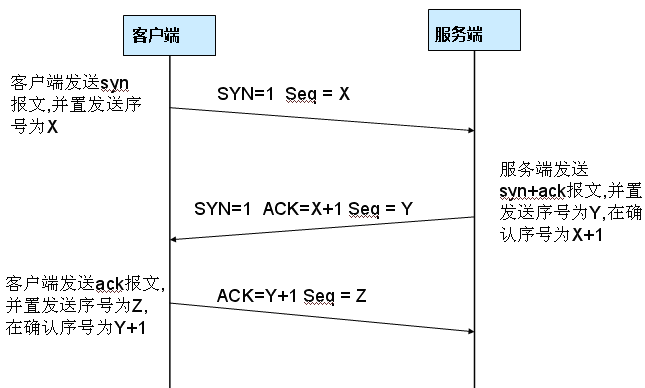 客户端
服务端
客户端发送syn
报文,并置发送序
号为X
SYN=1 Seq = X
服务端发送
syn+ack报文,并置
发送序号为Y,在确
认序号为X+1
SYN=1 ACK=X+1 Seq = Y
客户端发送ack报文,
并置发送序号为Z,
在确认序号为Y+1
ACK=Y+1 Seq = Z